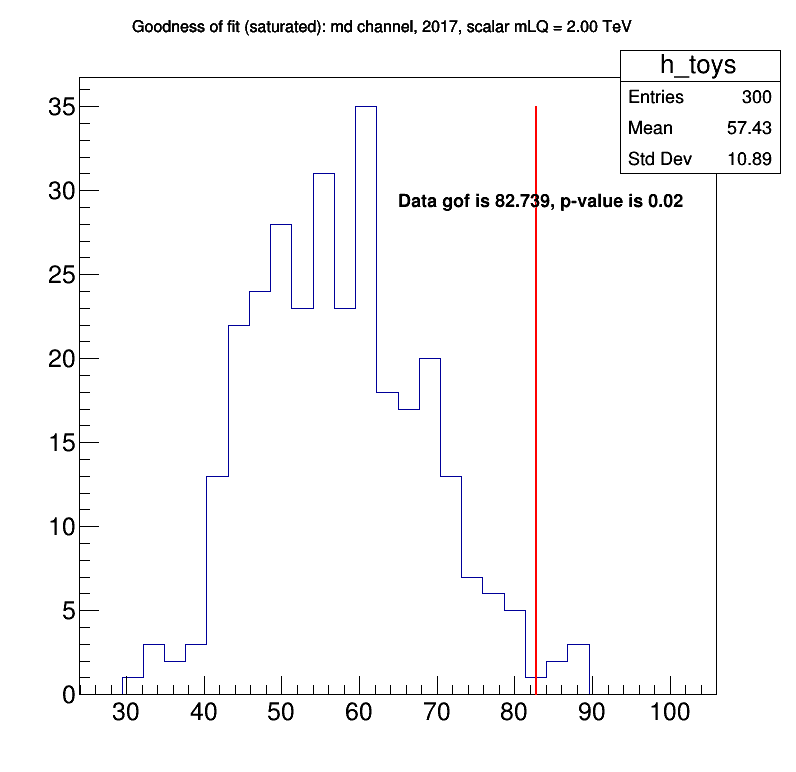 Goodness of fit (saturated): md channel, 2017, scalar mLQ = 2.00 TeV
h_toys
Entries 300
Mean 57.43
Std Dev 10.89
Data gof is 82.739, p-value is 0.02
35
30
25
20
15
10
5
0
30 40 50 60 70 80 90 100